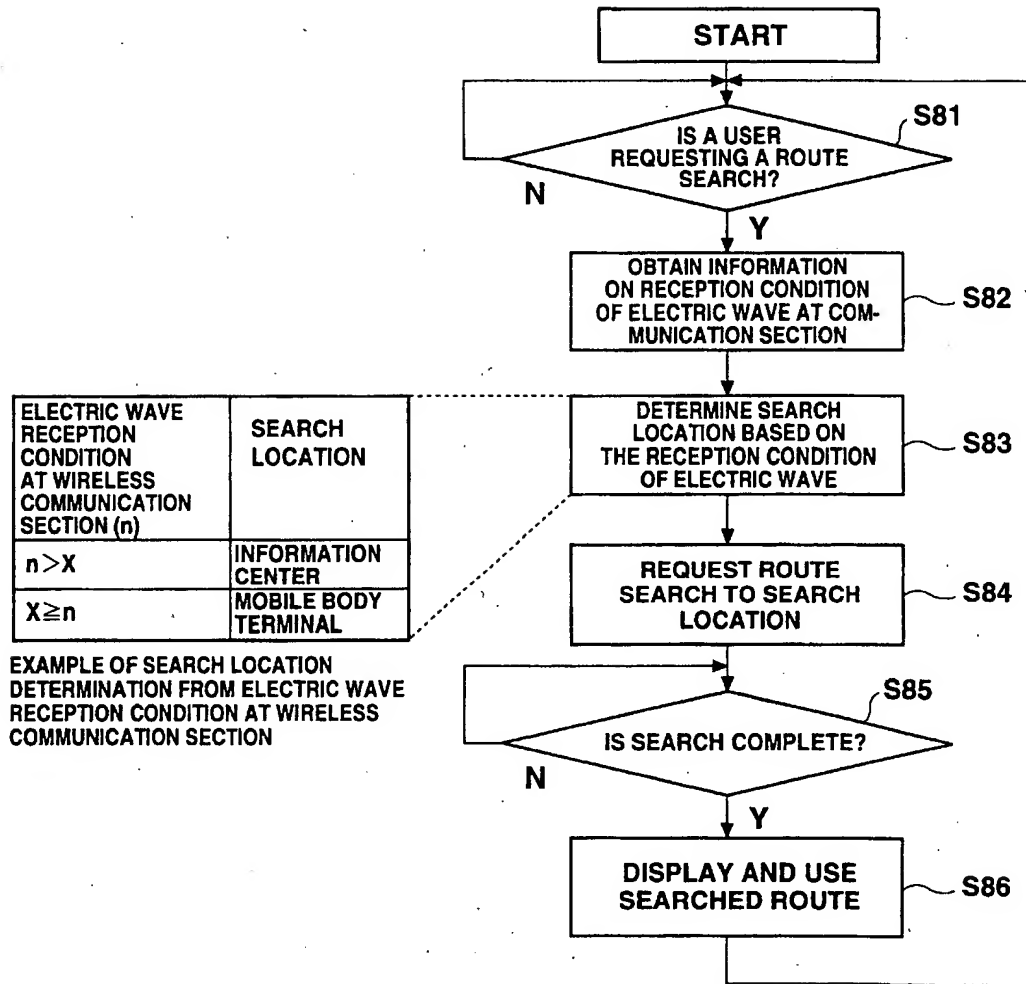 START
S81
IS A USER
REQUESTING A ROUTE
SEARCH?
N
Y
OBTAIN INFORMATION
ON RECEPTION CONDITION
OF ELECTRIC WAVE AT COM-
MUNICATION SECTION
S82
ELECTRIC WAVE
RECEPTION
CONDITION
AT WIRELESS
COMMUNICATION
SECTION (n)
SEARCH
LOCATION
n>X
INFORMATION
CENTER
X≧n
MOBILE BODY
TERMINAL
EXAMPLE OF SEARCH LOCATION
DETERMINATION FROM ELECTRIC WAVE
RECEPTION CONDITION AT WIRELESS
COMMUNICATION SECTION
DETERMINE SEARCH
LOCATION BASED ON
THE RECEPTION CONDITION
OF ELECTRIC WAVE
S83
REQUEST ROUTE
SEARCH TO SEARCH
LOCATION
S84
S85
IS SEARCH COMPLETE?
N
Y
DISPLAY AND USE
SEARCHED ROUTE
S86